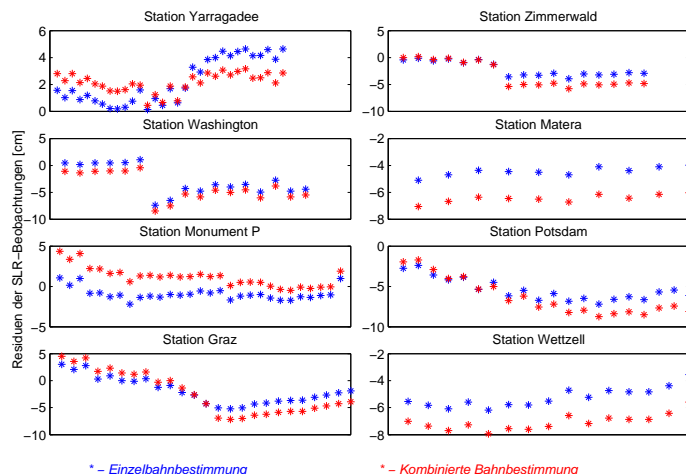 Station Yarragadee
Station Zimmerwald
6
4
2
0
5
0
−5
−10
Station Washington
Station Matera
5
0
−5
−10
−2
−4
−6
−8
Station Monument P
Station Potsdam
5
0
−5
0
−5
−10
Station Graz
Station Wettzell
5
0
−5
−10
−2
−4
−6
−8
Residuen der SLR−Beobachtungen [cm]
* − Einzelbahnbestimmung
* − Kombinierte Bahnbestimmung